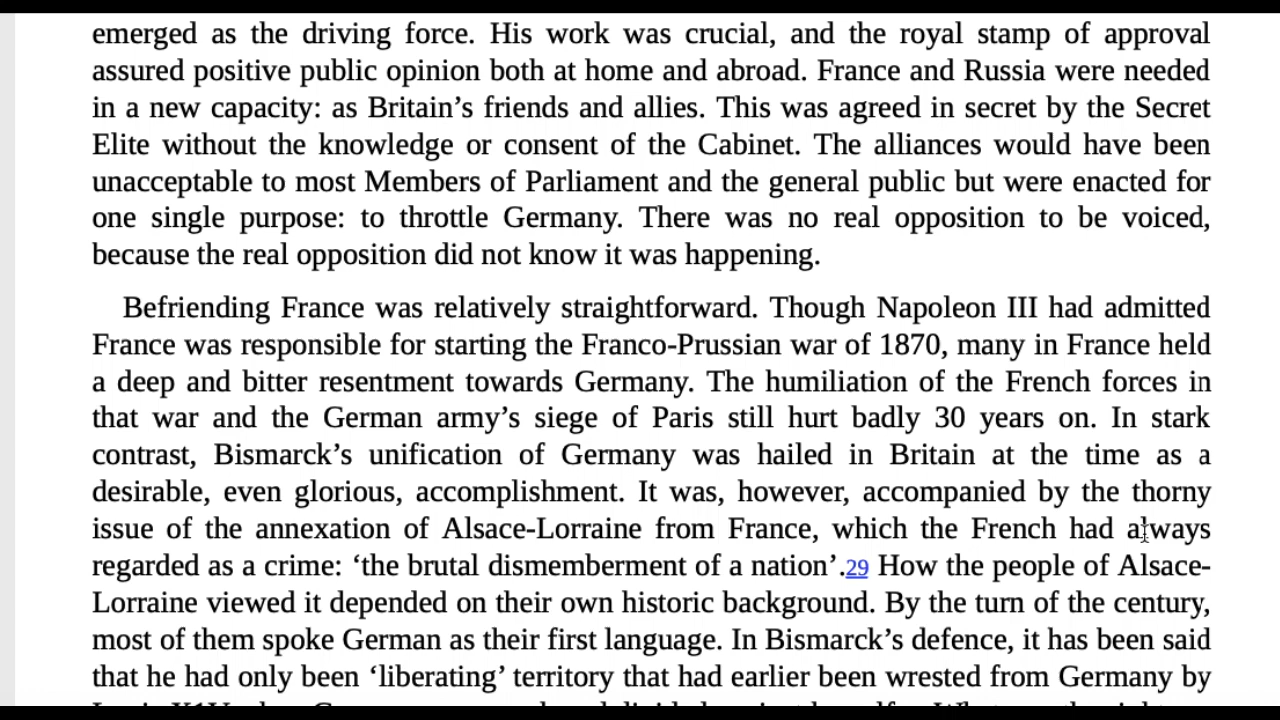 emerged as the driving force. His work was crucial, and the royal stamp of approval
assured positive public opinion both at home and abroad. France and Russia were needed
in a new capacity: as Britain’s friends and allies. This was agreed in secret by the Secret
Elite without the knowledge or consent of the Cabinet. The alliances would have been
unacceptable to most Members of Parliament and the general public but were enacted for
one single purpose: to throttle Germany. There was no real opposition to be voiced,
because the real opposition did not know it was happening.
Befriending France was relatively straightforward. Though Napoleon III had admitted
France was responsible for starting the Franco-Prussian war of 1870, many in France held
a deep and bitter resentment towards Germany. The humiliation of the French forces in
that war and the German army’s siege of Paris still hurt badly 30 years on. In stark
contrast, Bismarck’s unification of Germany was hailed in Britain at the time as a
desirable, even glorious, accomplishment. It was, however, accompanied by the thorny
issue of the annexation of Alsace-Lorraine from France, which the French had always
regarded as a crime: ‘the brutal dismemberment of a nation’.29 How the people of Alsace-
Lorraine viewed it depended on their own historic background. By the turn of the century,
most of them spoke German as their first language. In Bismarck’s defence, it has been said
that he had only been ‘liberating’ territory that had earlier been wrested from Germany by